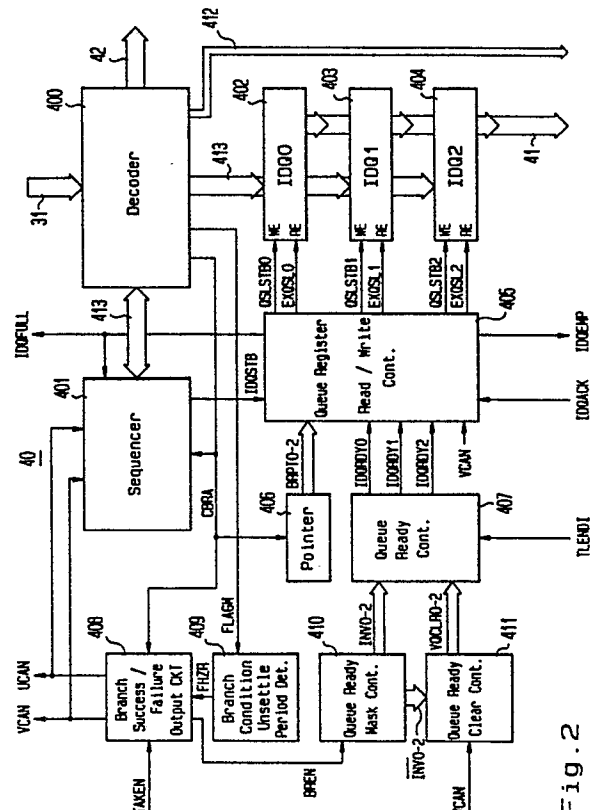 40
31
400
Decoder
42
412
413
401
Sequencer
IDQFULL
413
402
IDQ0
WE
RE
403
IDQ1
WE
RE
404
IDQ2
WE
RE
41
QSLSTB0
EXQSL0
QSLSTB1
EXQSL1
QSLSTB2
EXQSL2
405
Queue Register
Read / Write
Cont.
IDQSTB
IDQEMP
IDQACK
406
Pointer
BRPT0-2
CBRA
FLAGM
IDQRDY0
IDQRDY1
IDQRDY2
VCAN
407
Queue
Ready
Cont.
TLENDI
VCAN
UCAN
408
Branch
Success /
Failure
Output CKT
409
Branch
Condition
Unsettle
Period Det.
FHZR
BREN
410
Queue Ready
Mask Cont.
INV0-2
INV0-2
VQCLR0-2
411
Queue Ready
Clear Cont.
VCAN
Fig.2